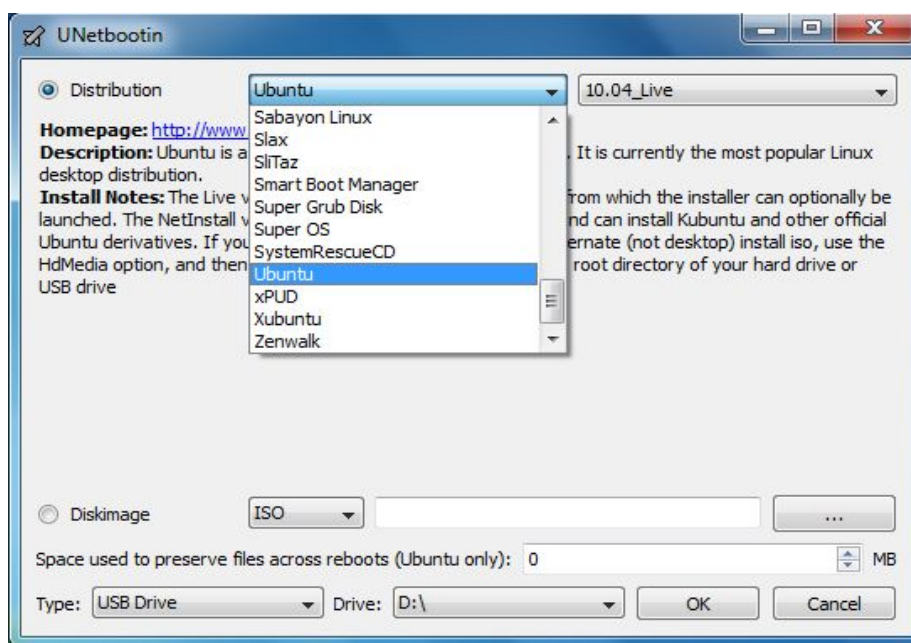 UNetbootin
Distribution
Ubuntu
10.04_Live
Sabayon Linux
Slax
SliTaz
Smart Boot Manager
Super Grub Disk
Super OS
SystemRescueCD
Ubuntu
xPUD
Xubuntu
Zenwalk
Homepage: http://www
Description: Ubuntu is a . It is currently the most popular Linux
desktop distribution.
Install Notes: The Live v from which the installer can optionally be
launched. The NetInstall v nd can install Kubuntu and other official
Ubuntu derivatives. If you ernate (not desktop) install iso, use the
HdMedia option, and then root directory of your hard drive or
USB drive
Diskimage
ISO
...
Space used to preserve files across reboots (Ubuntu only): 0 MB
Type: USB Drive Drive: D:\ OK Cancel